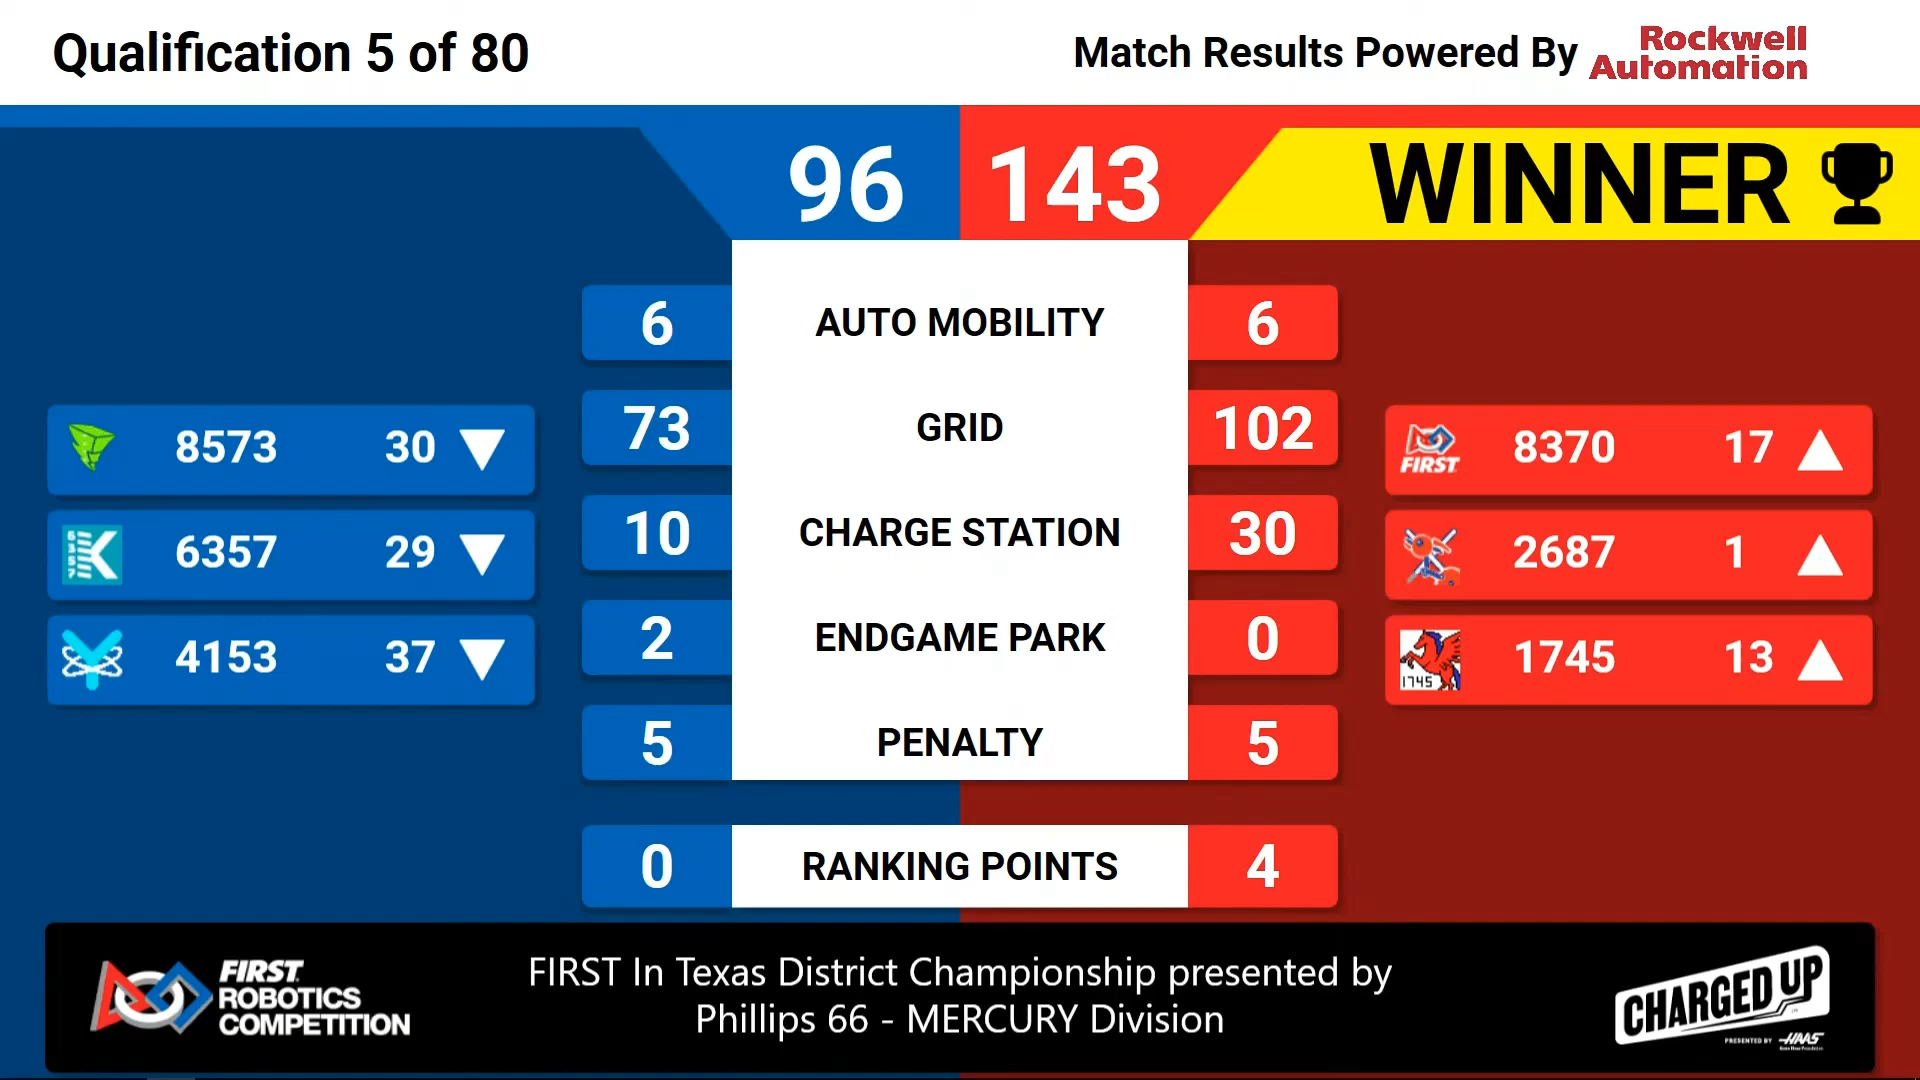 Qualification 5 of 80
Match Results Powered By
Rockwell
Automation
96 143 WINNER
6 AUTO MOBILITY 6
73 GRID 102
10 CHARGE STATION 30
2 ENDGAME PARK 0
5 PENALTY 5
0 RANKING POINTS 4
8573 30
6357
6357 29
4153 37
FIRST
8370 17
2687 1
1745
1745 13
FIRST
ROBOTICS
COMPETITION
FIRST In Texas District Championship presented by
Phillips 66 - MERCURY Division
CHARGED UP
PRESENTED BY HAAS